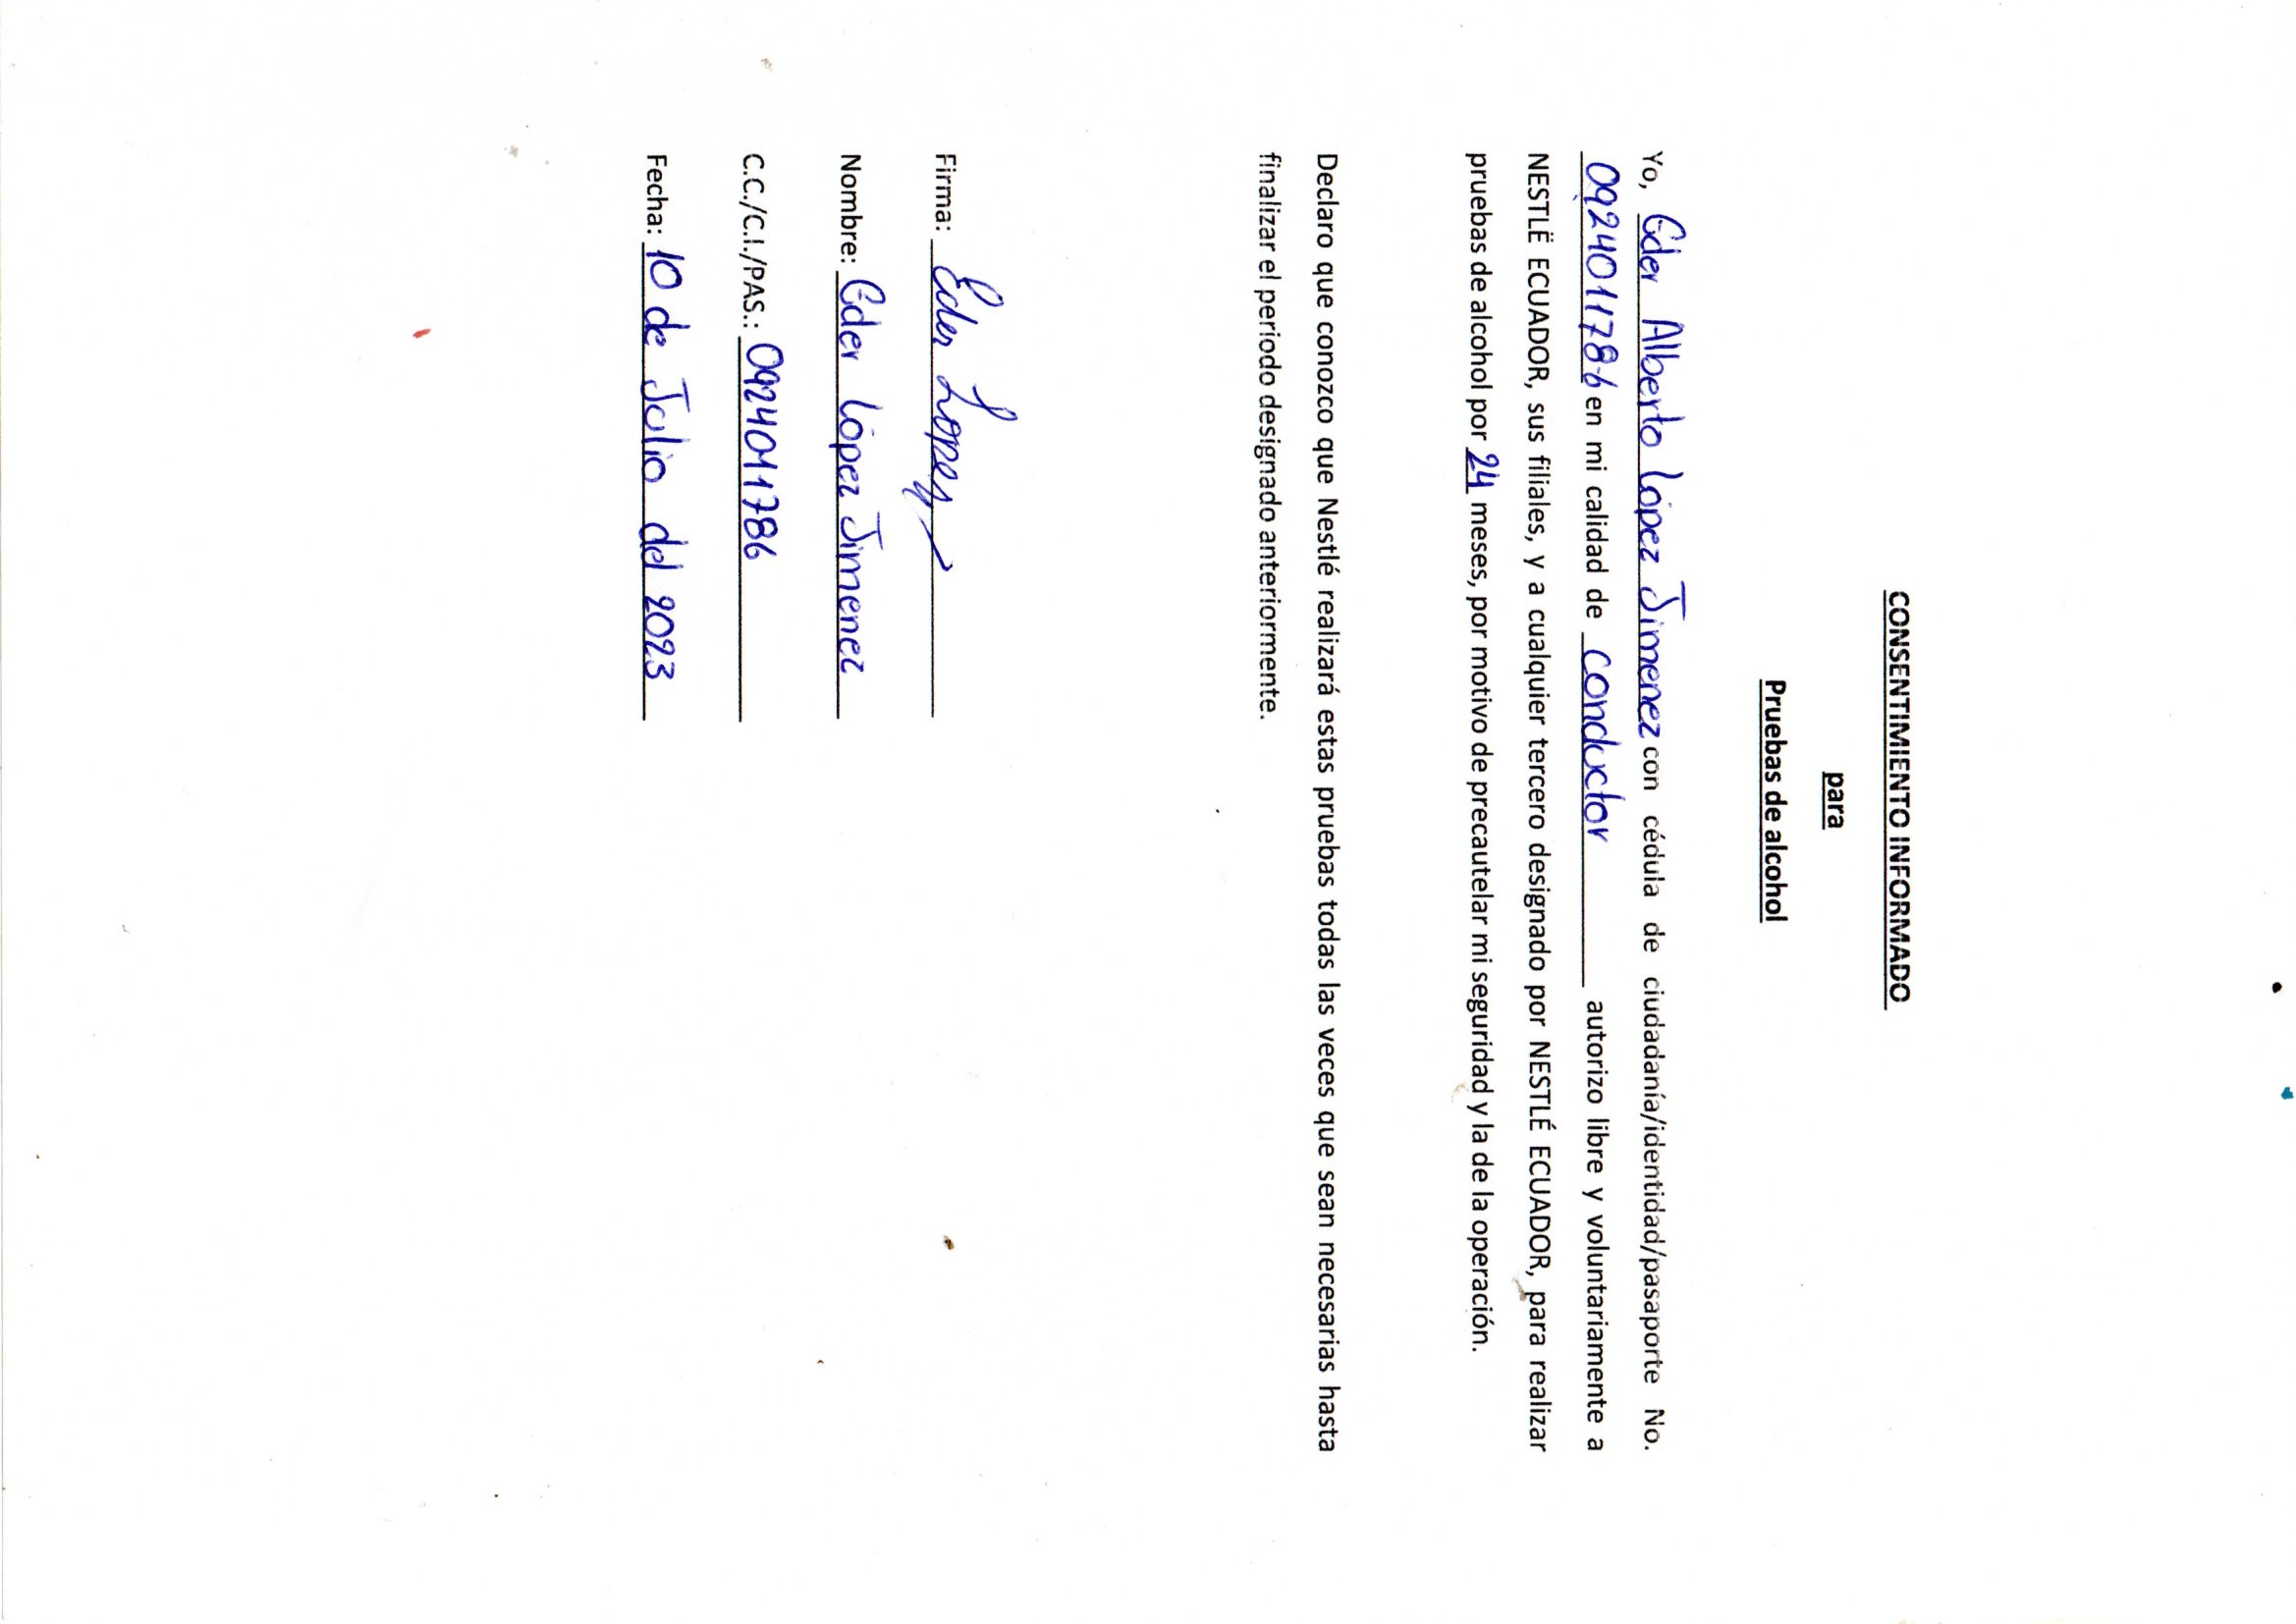 CONSENTIMIENTO INFORMADO
para
Pruebas de alcohol
Yo, Eder Alberto López Jimenez con cédula de ciudadanía/identidad/pasaporte No.
092401178-6 en mi calidad de conductor autorizo libre y voluntariamente a
NESTLË ECUADOR, sus filiales, y a cualquier tercero designado por NESTLÉ ECUADOR, para realizar
pruebas de alcohol por 24 meses, por motivo de precautelar mi seguridad y la de la operación.
Declaro que conozco que Nestlé realizará estas pruebas todas las veces que sean necesarias hasta
finalizar el periodo designado anteriormente.
Firma: Eder Lopez
Nombre: Eder López Jimenez
C.C./C.I./PAS.: 0924011786
Fecha: 10 de Julio del 2023